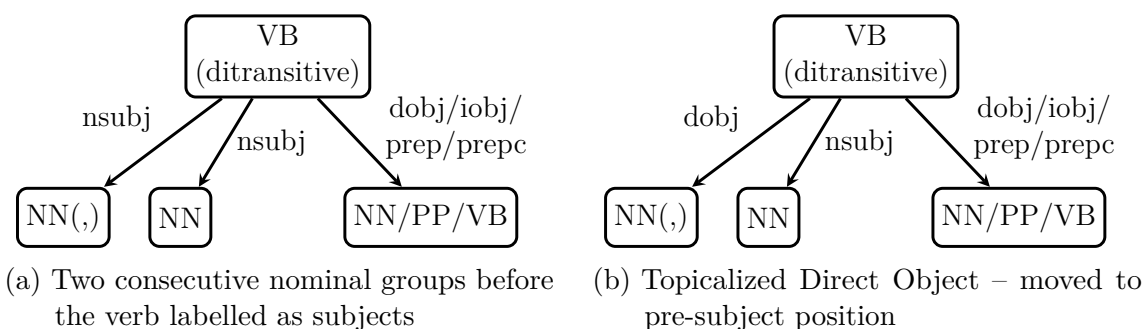 VB
(ditransitive)
nsubj
nsubj
dobj/iobj/
prep/prepc
NN(,)
NN
NN/PP/VB
(a) Two consecutive nominal groups before
the verb labelled as subjects
VB
(ditransitive)
dobj
nsubj
dobj/iobj/
prep/prepc
NN(,)
NN
NN/PP/VB
(b) Topicalized Direct Object – moved to
pre-subject position